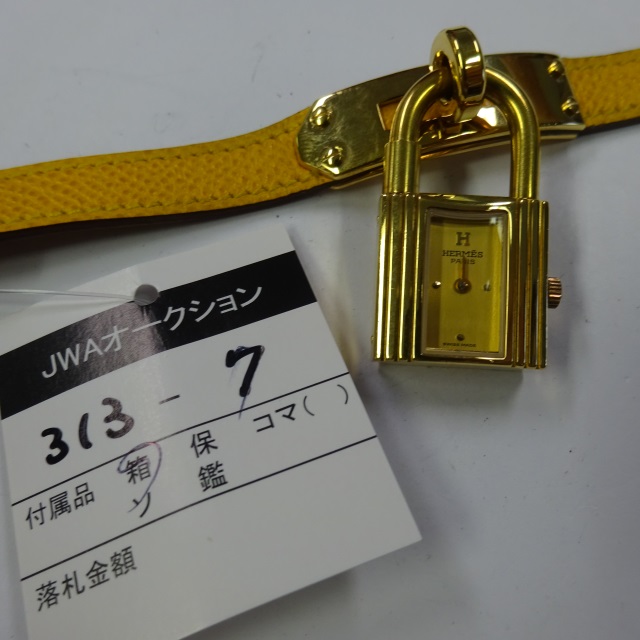 H
HERMÈS
PARIS
JWAオークション
313-7
付属品 箱 保 コマ( )
ソ 鑑
落札金額